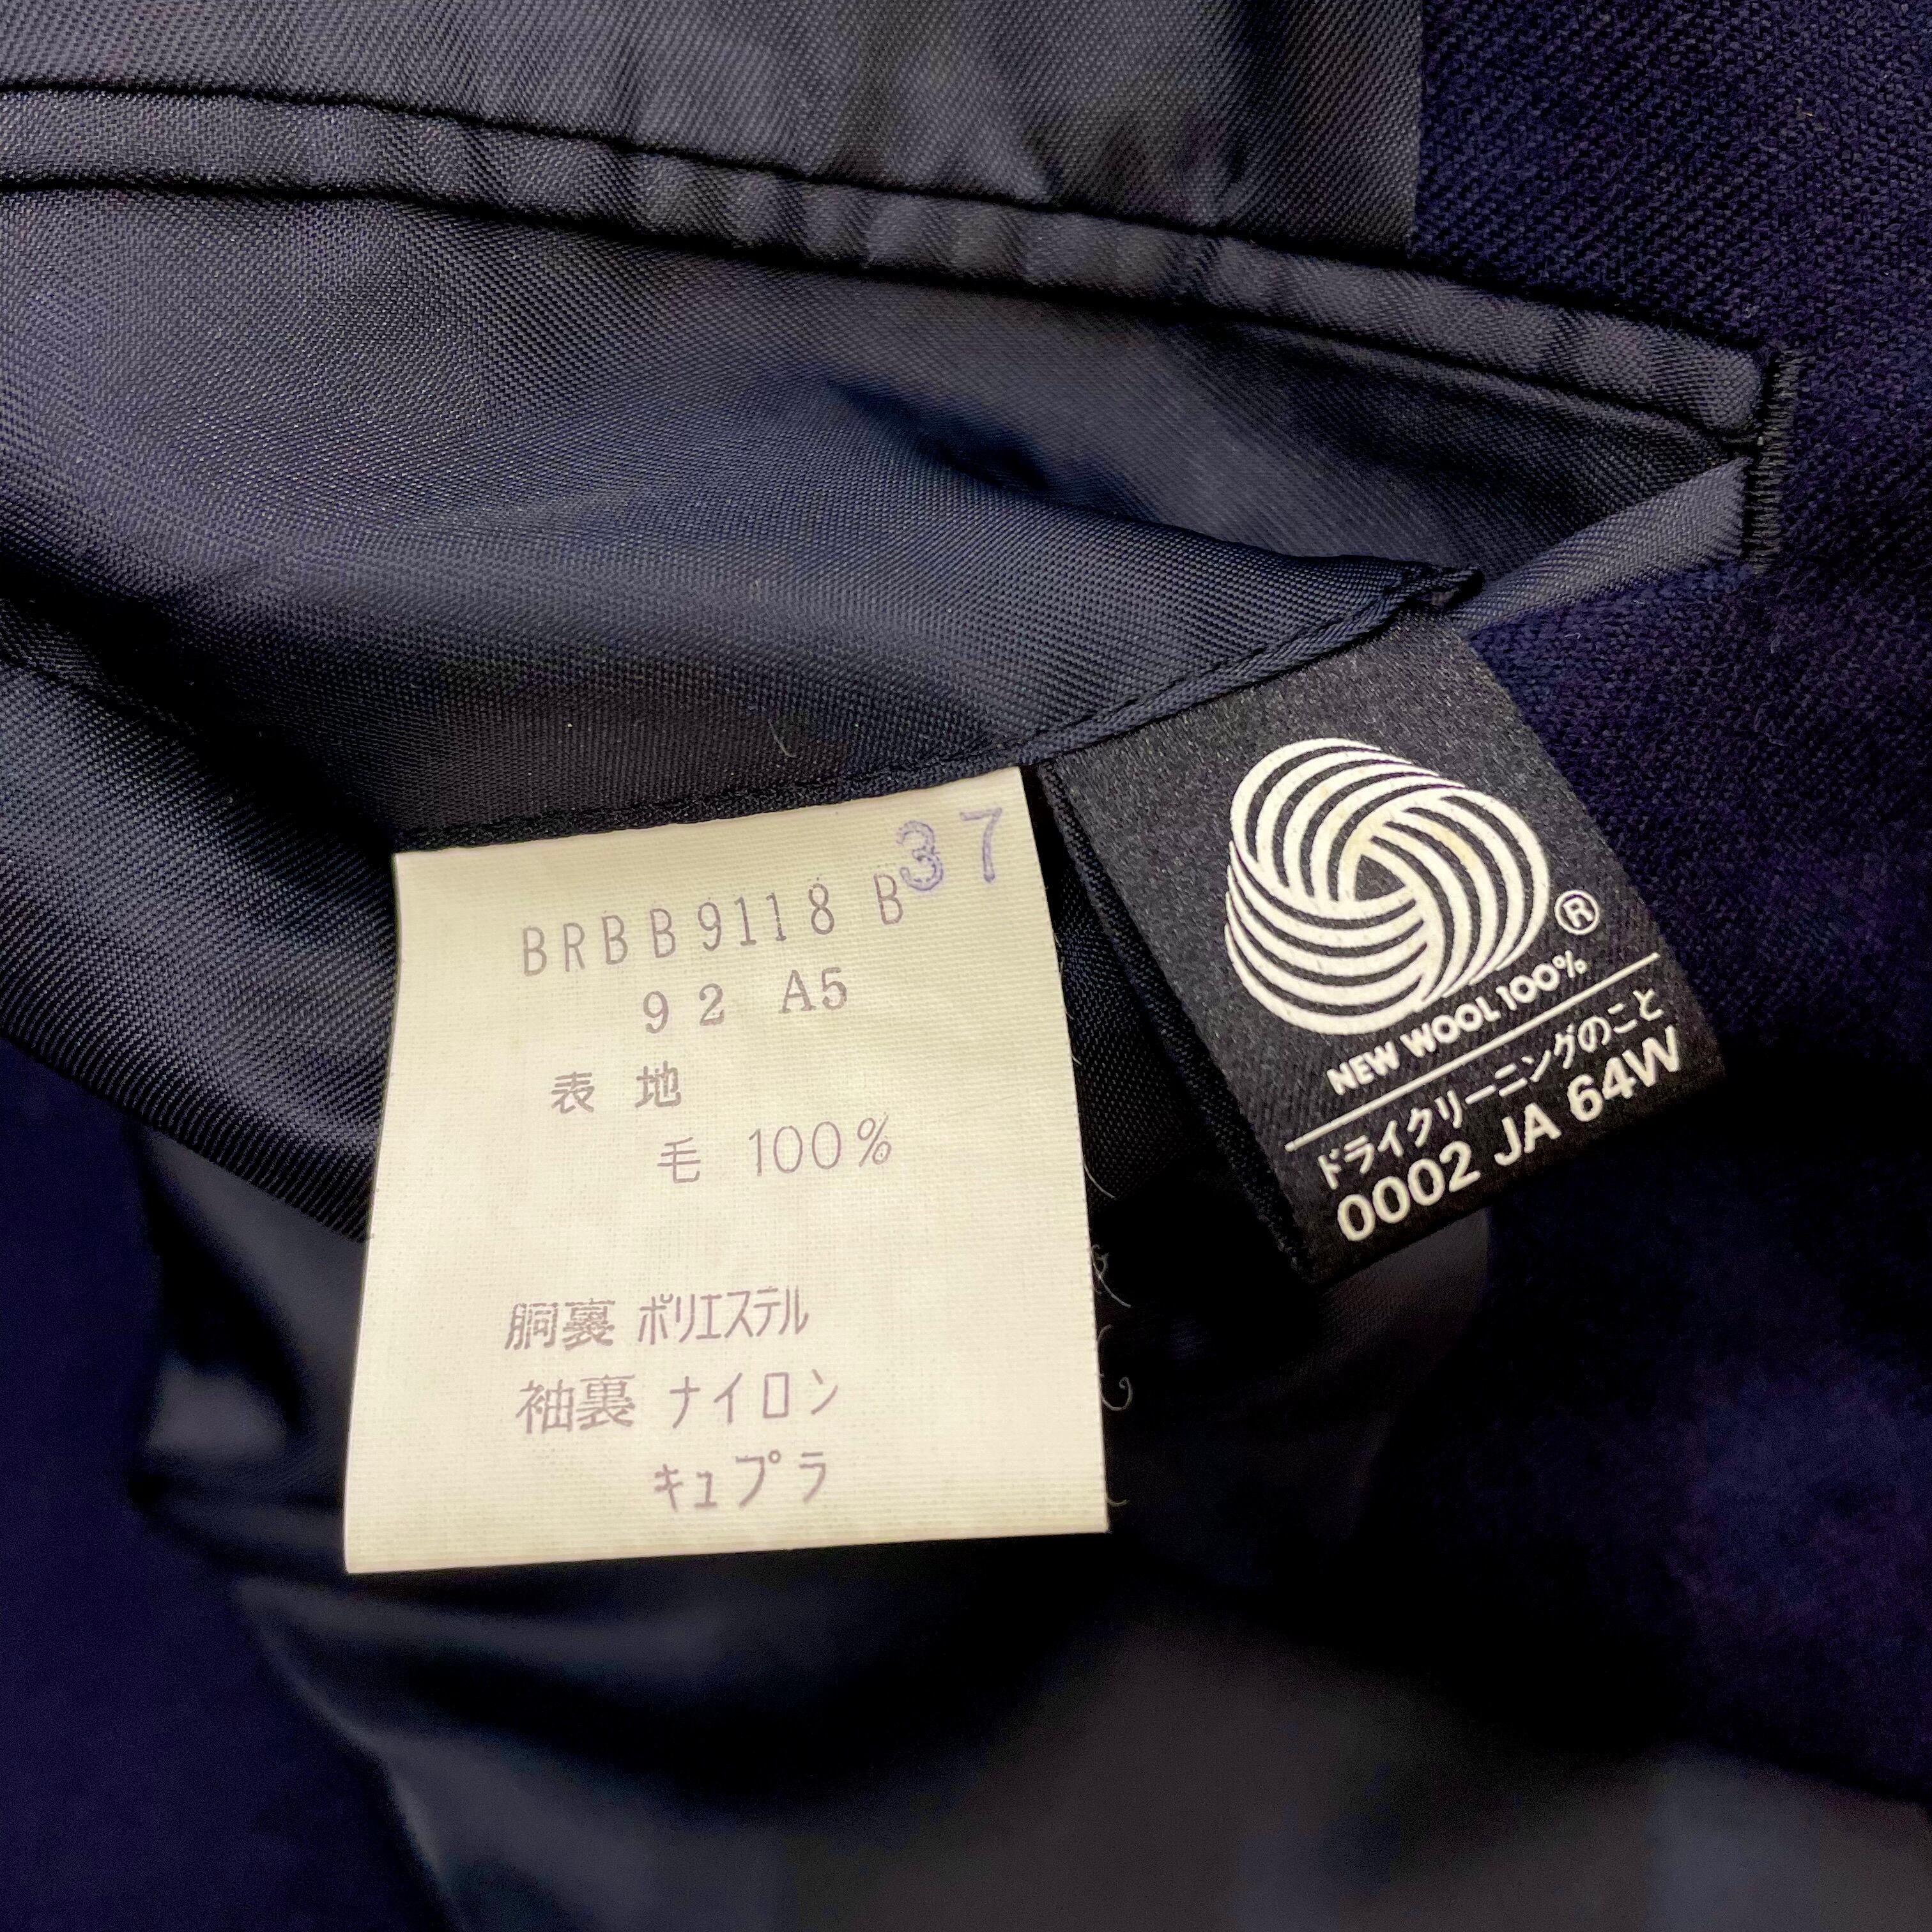 37
BRBB9118 B
92 A5
表地
毛 100%
胴裏 ポリエステル
袖裏 ナイロン
キュプラ
®
NEW WOOL 100%
ドライクリーニングのこと
0002 JA 64W